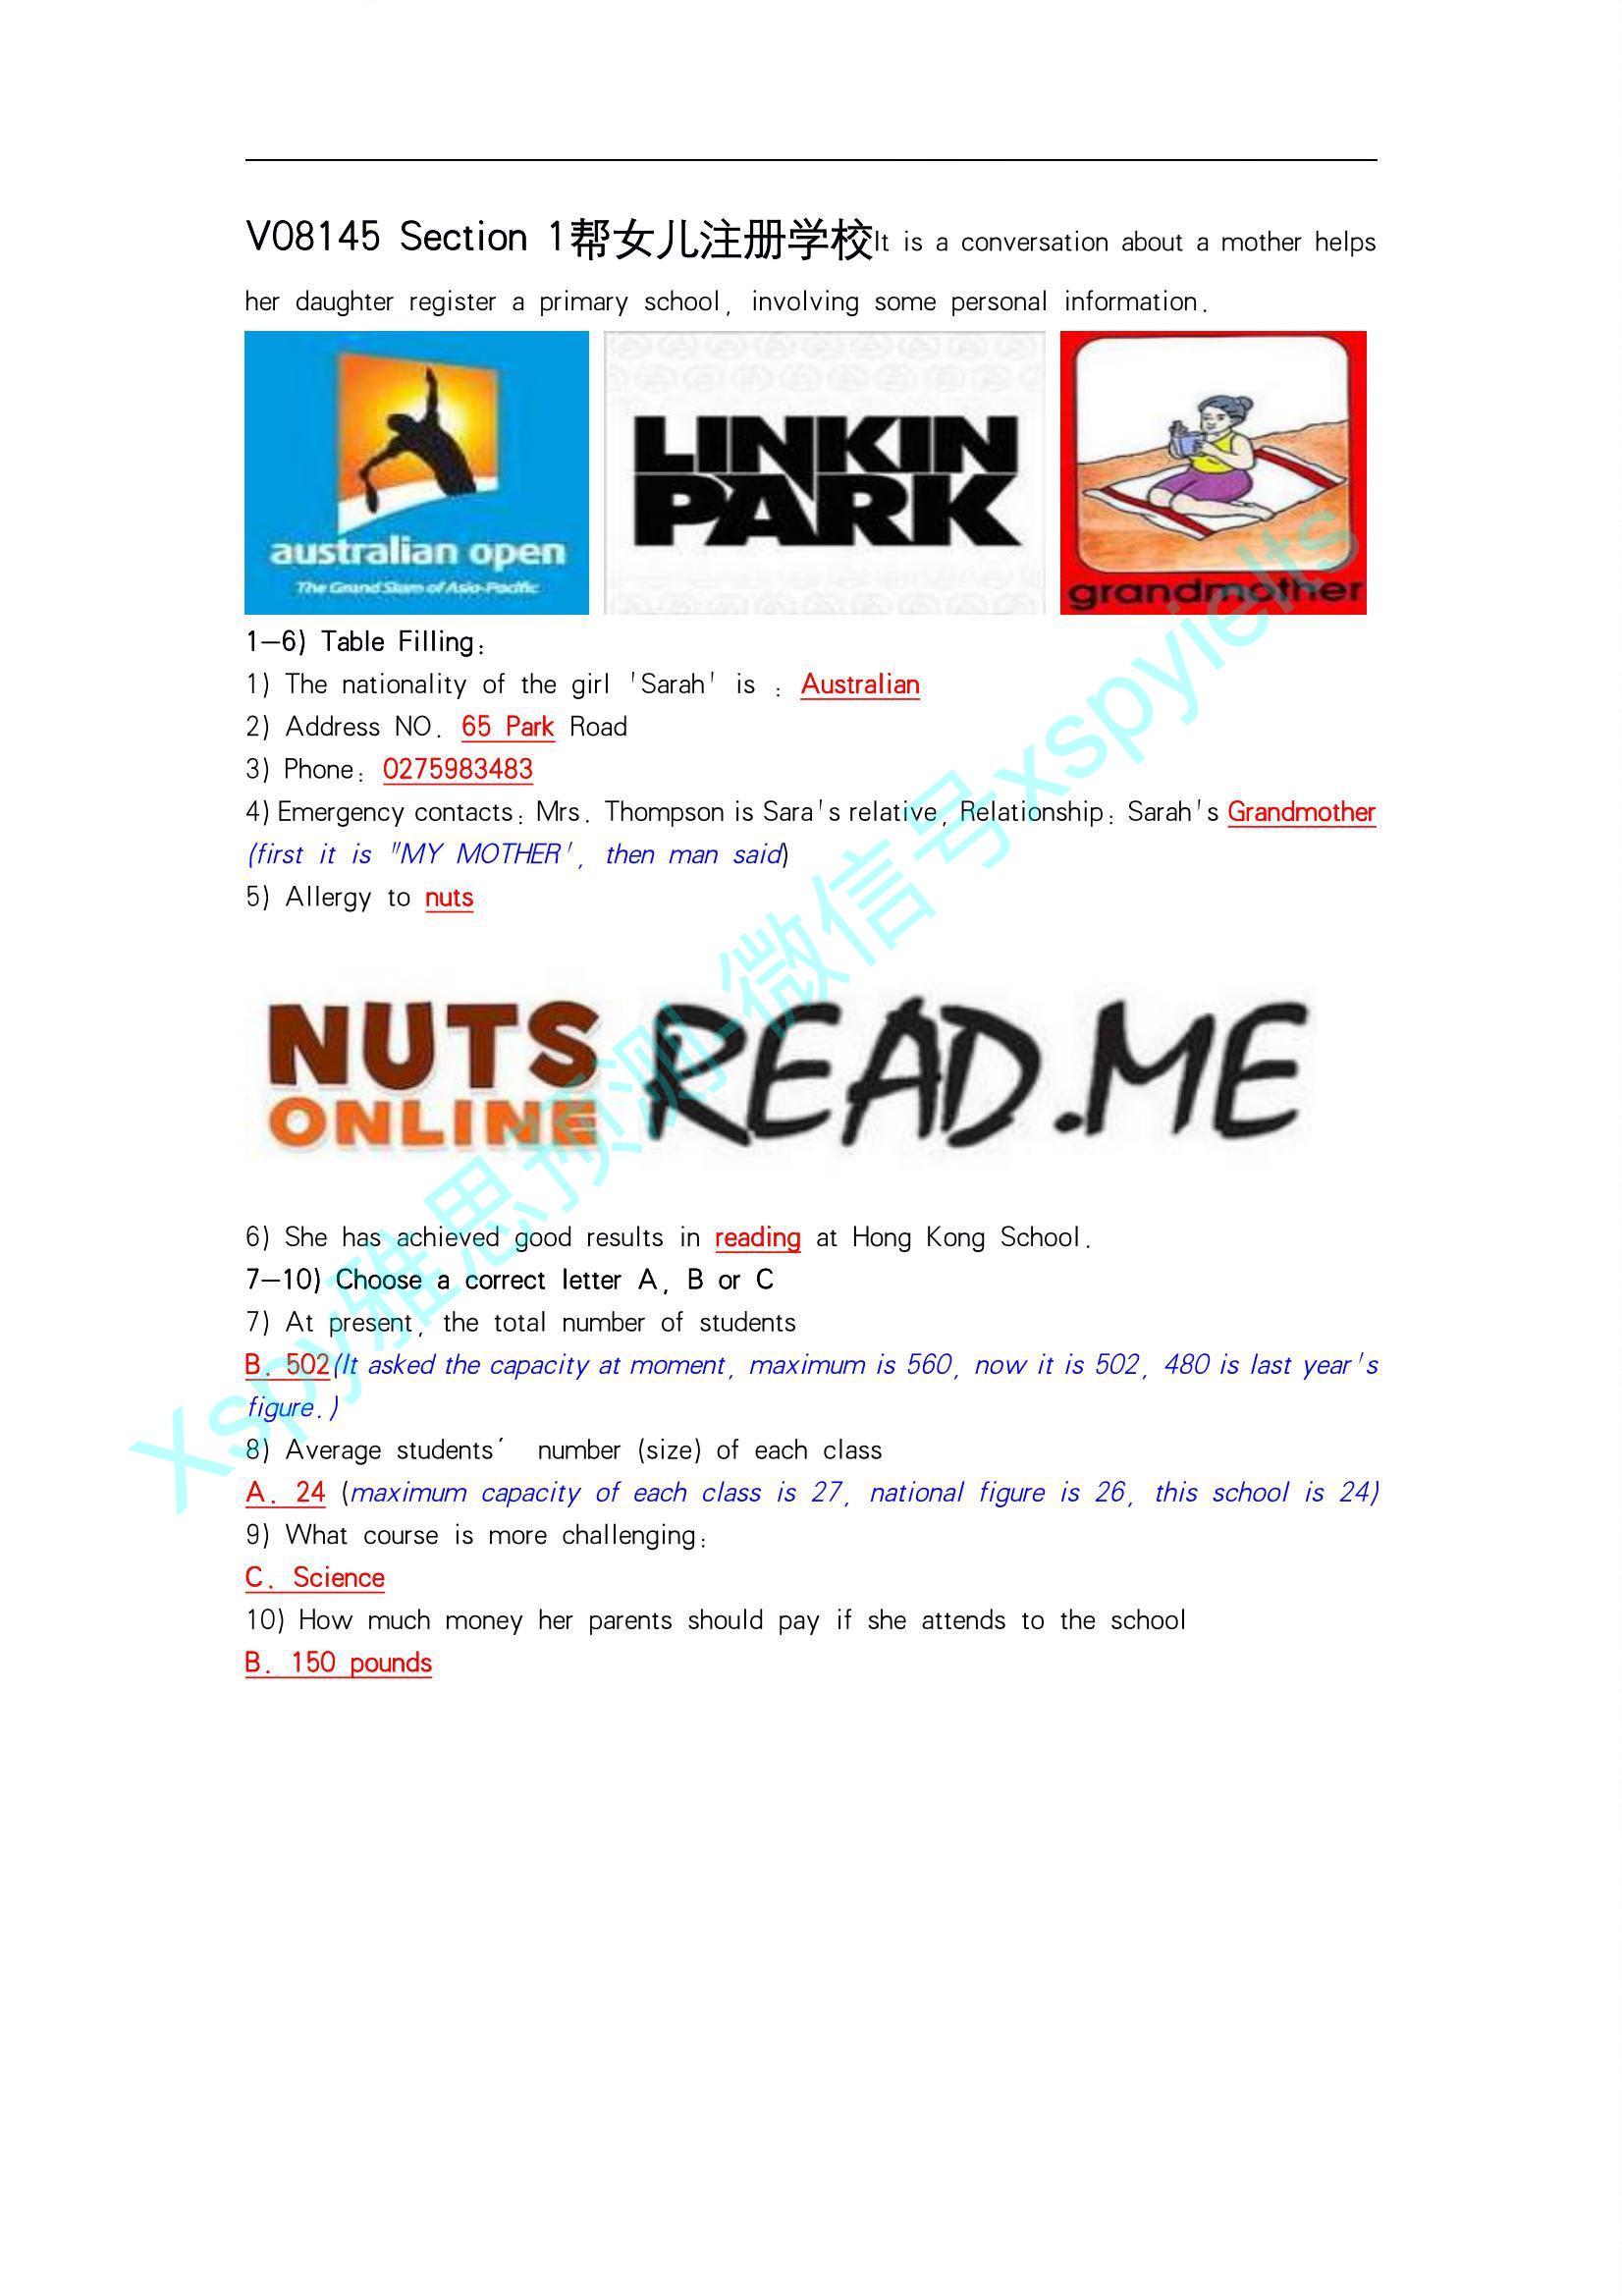 V08145 Section 1帮女儿注册学校It is a conversation about a mother helps
her daughter register a primary school, involving some personal information.
australian open
The Grand Slam of Asia-Pacific
LINKIN
PARK
grandmother
1—6) Table Filling:
1) The nationality of the girl 'Sarah' is : Australian
2) Address NO. 65 Park Road
3) Phone: 0275983483
4) Emergency contacts: Mrs. Thompson is Sara's relative, Relationship: Sarah's Grandmother
(first it is "MY MOTHER', then man said)
5) Allergy to nuts
NUTS
ONLINE
READ.ME
6) She has achieved good results in reading at Hong Kong School.
7—10) Choose a correct letter A, B or C
7) At present, the total number of students
B. 502(It asked the capacity at moment, maximum is 560, now it is 502, 480 is last year's
figure.)
8) Average students′ number (size) of each class
A. 24 (maximum capacity of each class is 27, national figure is 26, this school is 24)
9) What course is more challenging:
C. Science
10) How much money her parents should pay if she attends to the school
B. 150 pounds
Xspy雅思预测-微信号xspyielts